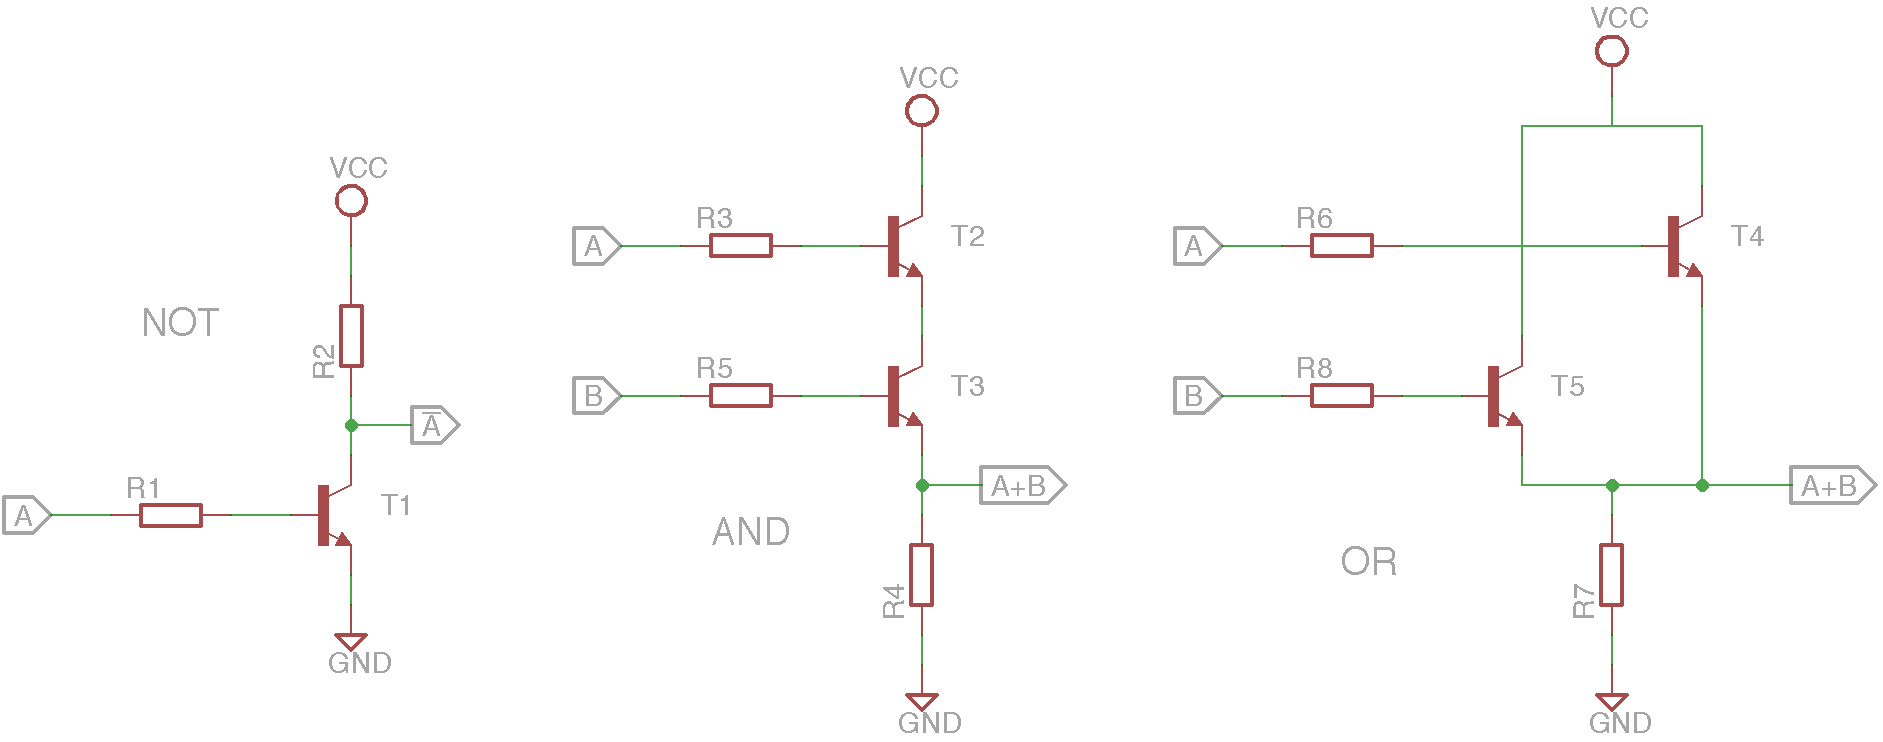 VCC
NOT
R2
A̅
R1
A
T1
GND
VCC
R3
A
T2
R5
B
T3
A+B
AND
R4
GND
VCC
R6
A
T4
R8
B
T5
A+B
OR
R7
GND